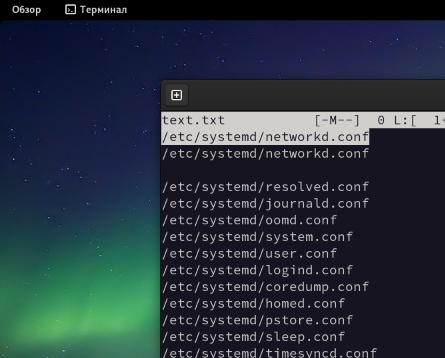 Обзор
Терминал
text.txt [-M--] 0 L:[ 1+
/etc/systemd/networkd.conf
/etc/systemd/networkd.conf
/etc/systemd/resolved.conf
/etc/systemd/journald.conf
/etc/systemd/oomd.conf
/etc/systemd/system.conf
/etc/systemd/user.conf
/etc/systemd/logind.conf
/etc/systemd/coredump.conf
/etc/systemd/homed.conf
/etc/systemd/pstore.conf
/etc/systemd/sleep.conf
/etc/systemd/timesyncd.conf